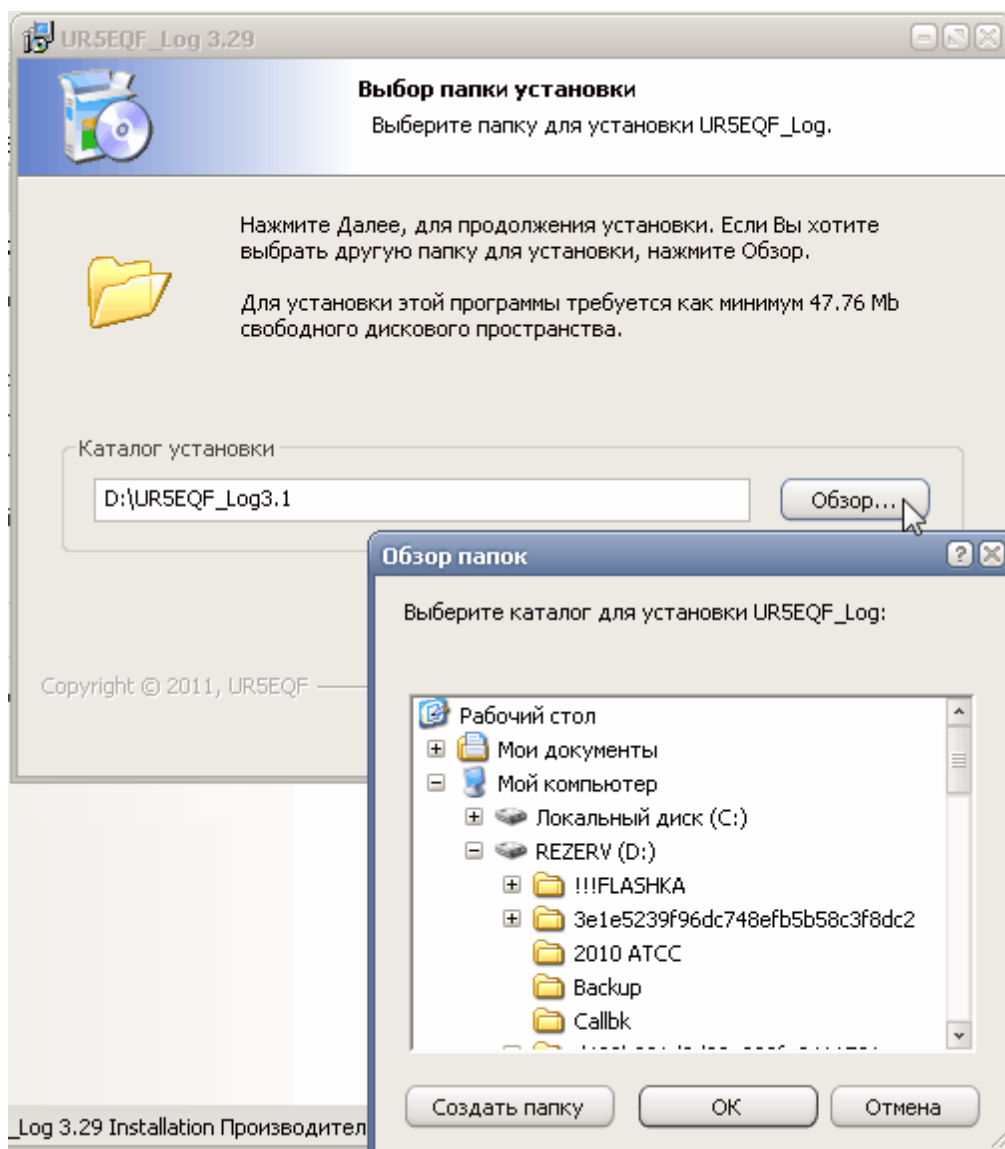 UR5EQF_Log 3.29
Выбор папки установки
Выберите папку для установки UR5EQF_Log.
Нажмите Далее, для продолжения установки. Если Вы хотите
выбрать другую папку для установки, нажмите Обзор.
Для установки этой программы требуется как минимум 47.76 Mb
свободного дискового пространства.
Каталог установки
D:\UR5EQF_Log3.1
Обзор...
Обзор папок
Выберите каталог для установки UR5EQF_Log:
Copyright © 2011, UR5EQF
Рабочий стол
Мои документы
Мой компьютер
Локальный диск (C:)
REZERV (D:)
!!!FLASHKA
3e1e5239f96dc748efb5b58c3f8dc2
2010 ATCC
Backup
Callbk
Создать папку
OK
Отмена
_Log 3.29 Installation Производител